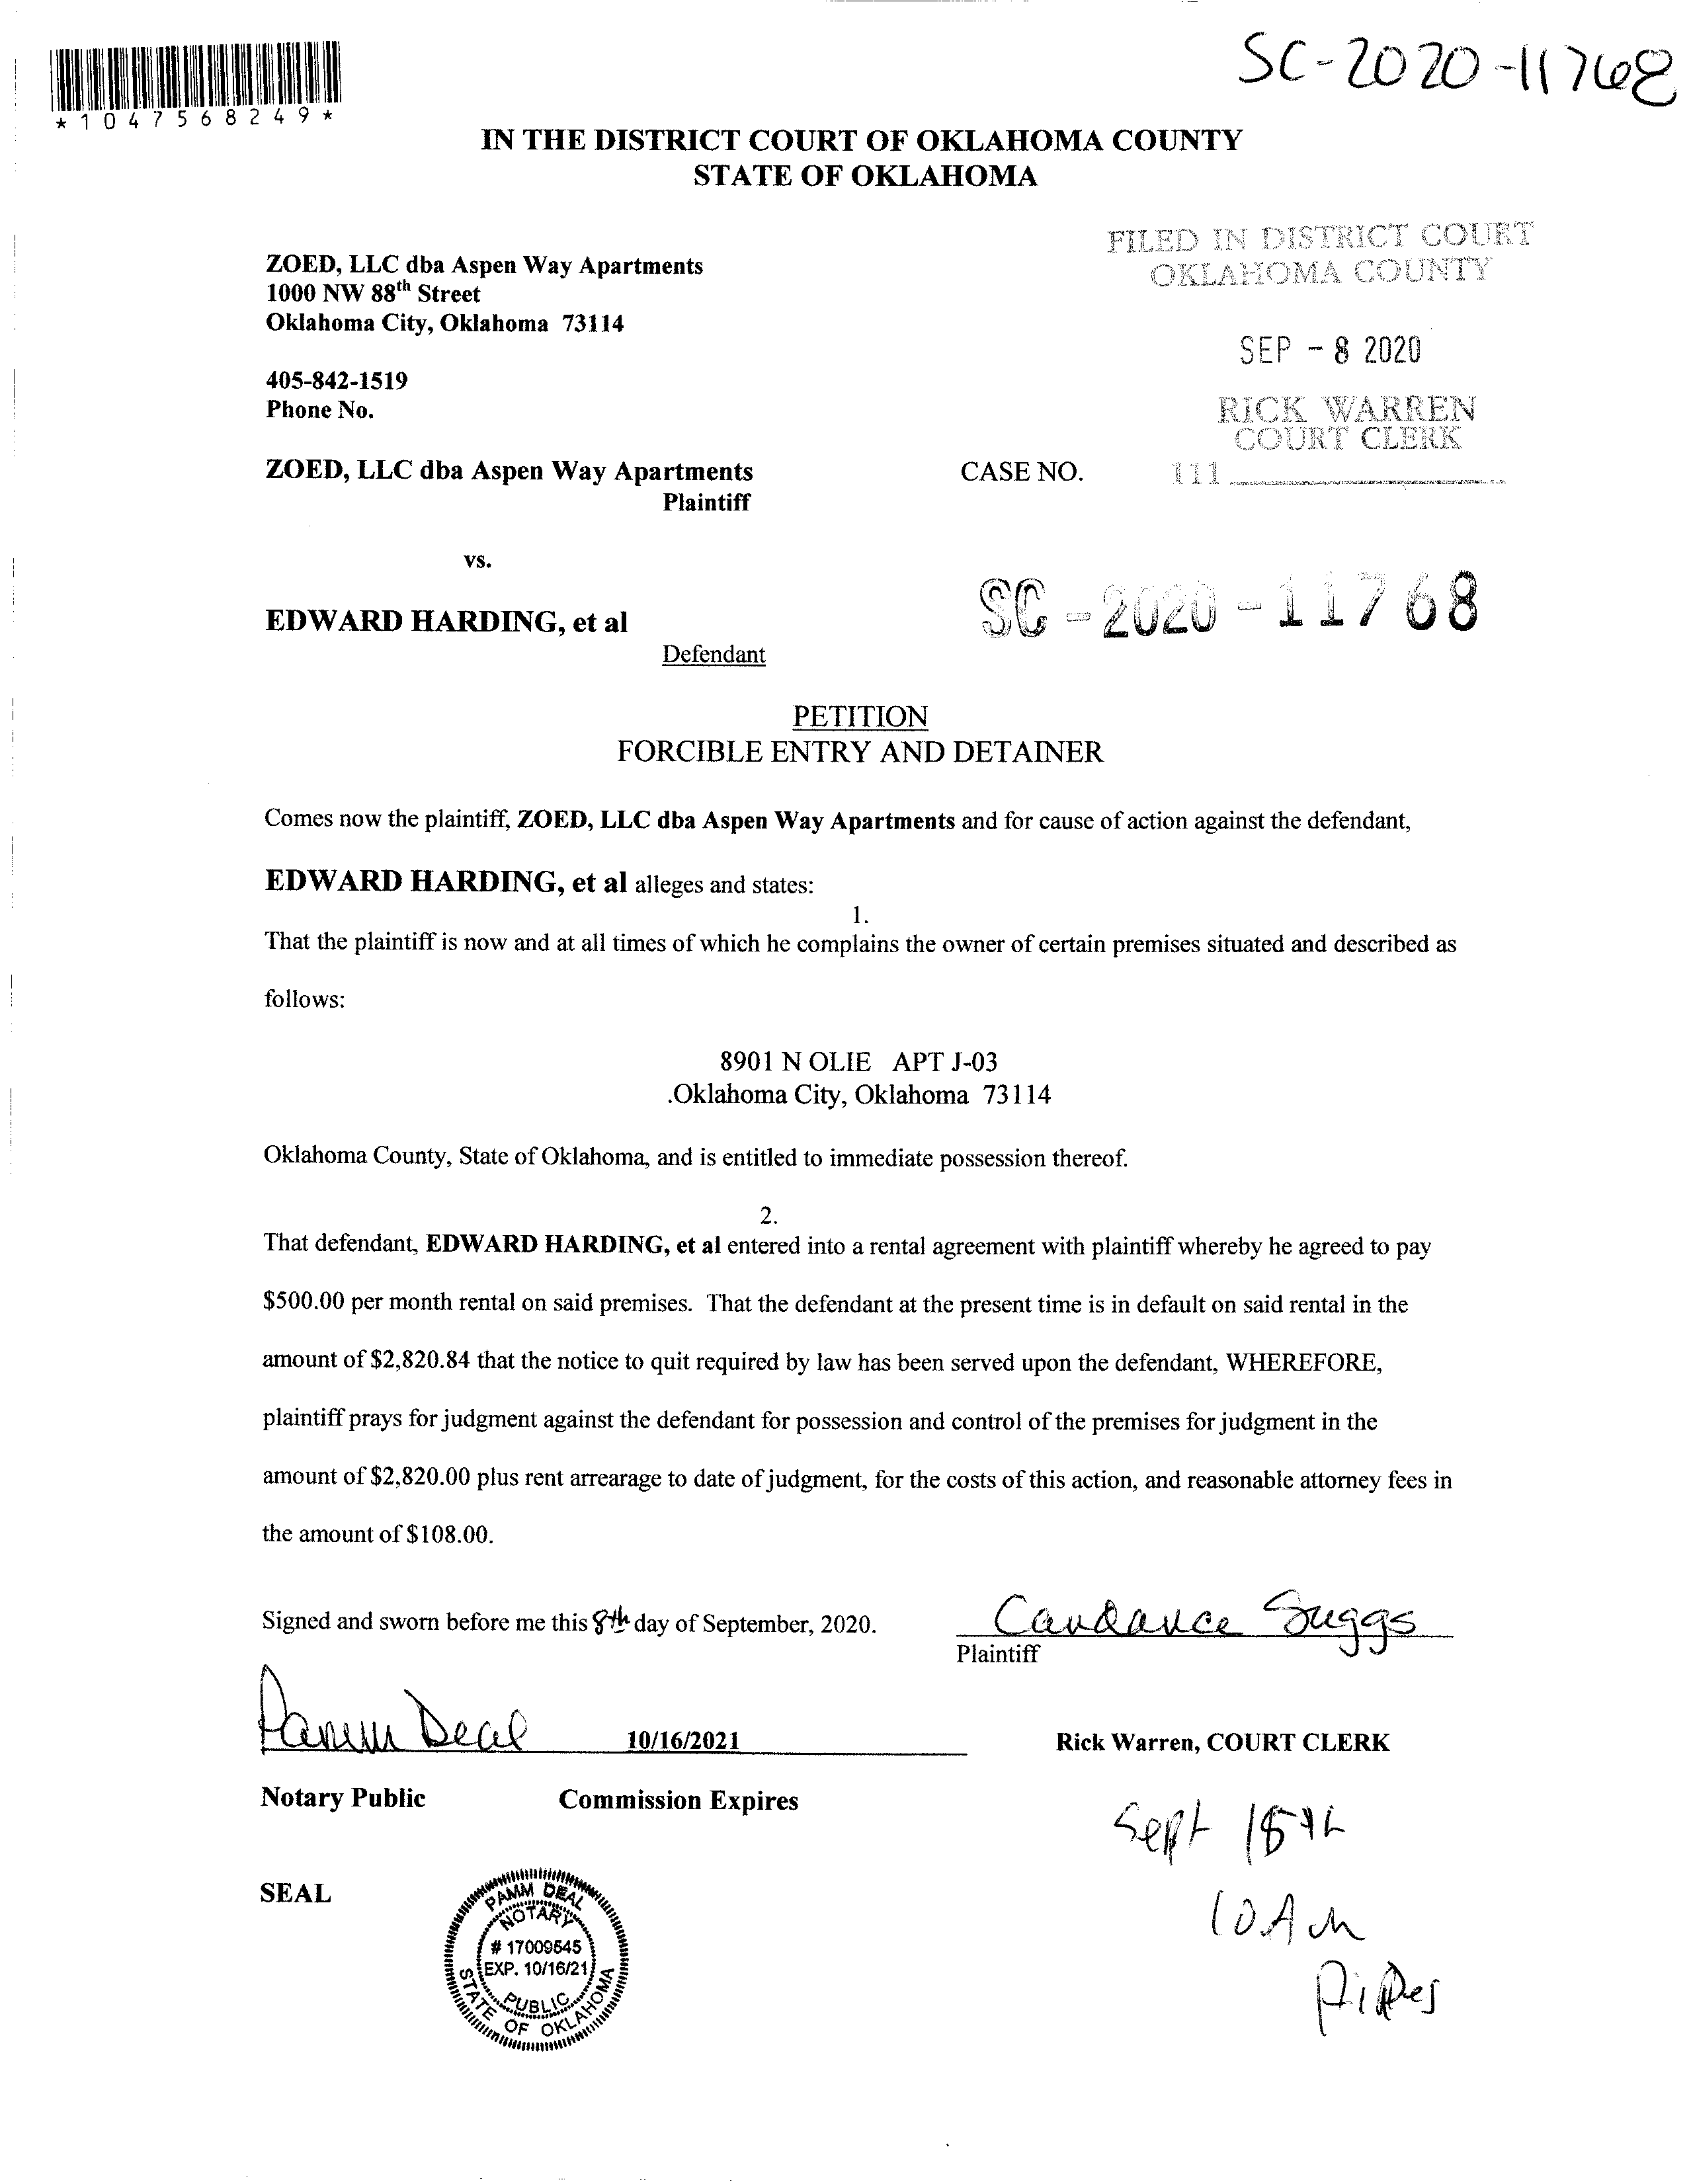 SC-2020-11768
*1047568249*
IN THE DISTRICT COURT OF OKLAHOMA COUNTY
STATE OF OKLAHOMA
FILED IN DISTRICT COURT
OKLAHOMA COUNTY
ZOED, LLC dba Aspen Way Apartments
1000 NW 88th Street
Oklahoma City, Oklahoma 73114
SEP - 8 2020
405-842-1519
Phone No.
RICK WARREN
COURT CLERK
ZOED, LLC dba Aspen Way Apartments CASE NO. 111
Plaintiff
vs.
SC - 2020 - 11768
EDWARD HARDING, et al
Defendant
PETITION
FORCIBLE ENTRY AND DETAINER
Comes now the plaintiff, ZOED, LLC dba Aspen Way Apartments and for cause of action against the defendant,
EDWARD HARDING, et al alleges and states:
1.
That the plaintiff is now and at all times of which he complains the owner of certain premises situated and described as
follows:
8901 N OLIE APT J-03
.Oklahoma City, Oklahoma 73114
Oklahoma County, State of Oklahoma, and is entitled to immediate possession thereof.
2.
That defendant, EDWARD HARDING, et al entered into a rental agreement with plaintiff whereby he agreed to pay
$500.00 per month rental on said premises. That the defendant at the present time is in default on said rental in the
amount of $2,820.84 that the notice to quit required by law has been served upon the defendant, WHEREFORE,
plaintiff prays for judgment against the defendant for possession and control of the premises for judgment in the
amount of $2,820.00 plus rent arrearage to date of judgment, for the costs of this action, and reasonable attorney fees in
the amount of $108.00.
Signed and sworn before me this 8th day of September, 2020. Candance Suggs
Plaintiff
Pamm Deal 10/16/2021 Rick Warren, COURT CLERK
Notary Public Commission Expires
Sept 18th
10 AM
SEAL
PAMM DEAL
NOTARY
# 17009545
EXP. 10/16/21
PUBLIC
STATE OF OKLAHOMA